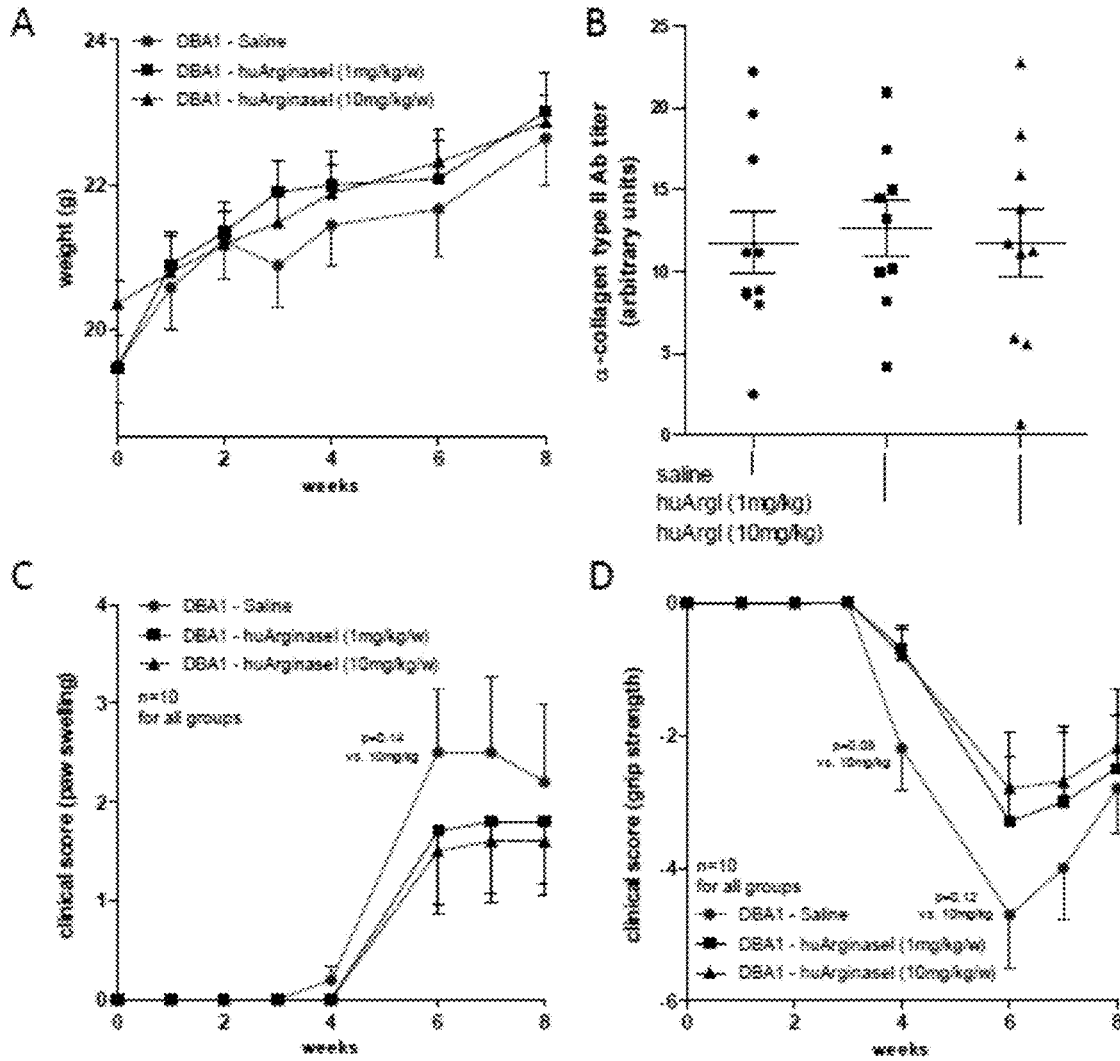 A
24
22
20
weight (g)
DBA1 - Saline
DBA1 - huArginaseI (1mg/kg/w)
DBA1 - huArginaseI (10mg/kg/w)
0 2 4 6 8
weeks
B
25
20
15
10
5
0
α-collagen type II Ab titer
(arbitrary units)
saline
huArgI (1mg/kg)
huArgI (10mg/kg)
C
4
3
2
1
0
clinical score (paw swelling)
DBA1 - Saline
DBA1 - huArginaseI (1mg/kg/w)
DBA1 - huArginaseI (10mg/kg/w)
n=10
for all groups
p=0.14
vs. 10mg/kg
0 2 4 6 8
weeks
D
-0
-2
-4
-6
clinical score (grip strength)
vs. 10mg/kg
p=0.12
vs. 10mg/kg
n=10
for all groups
DBA1 - Saline
DBA1 - huArginaseI (1mg/kg/w)
DBA1 - huArginaseI (10mg/kg/w)
0 2 4 6 8
weeks